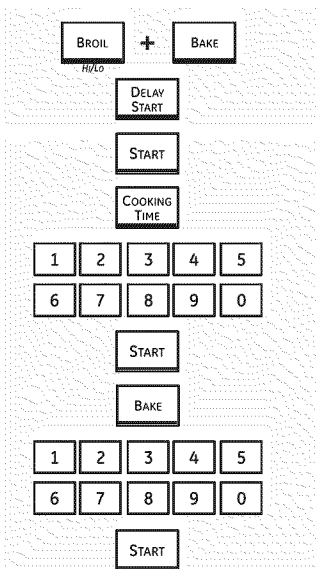 BROIL + BAKE
Hi/Lo
DELAY
START
START
COOKING
TIME
1 2 3 4 5
6 7 8 9 0
START
BAKE
1 2 3 4 5
6 7 8 9 0
START